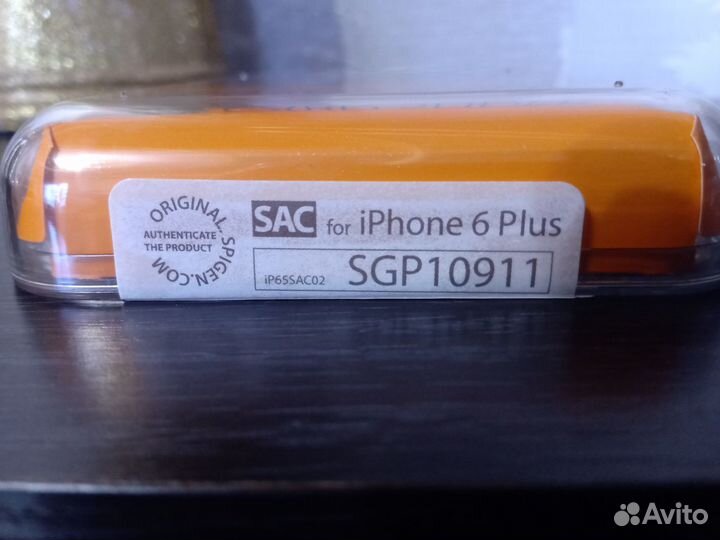 ORIGINAL.SPIGEN.COM
AUTHENTICATE
THE PRODUCT
SAC for iPhone 6 Plus
iP65SAC02 SGP10911
Avito